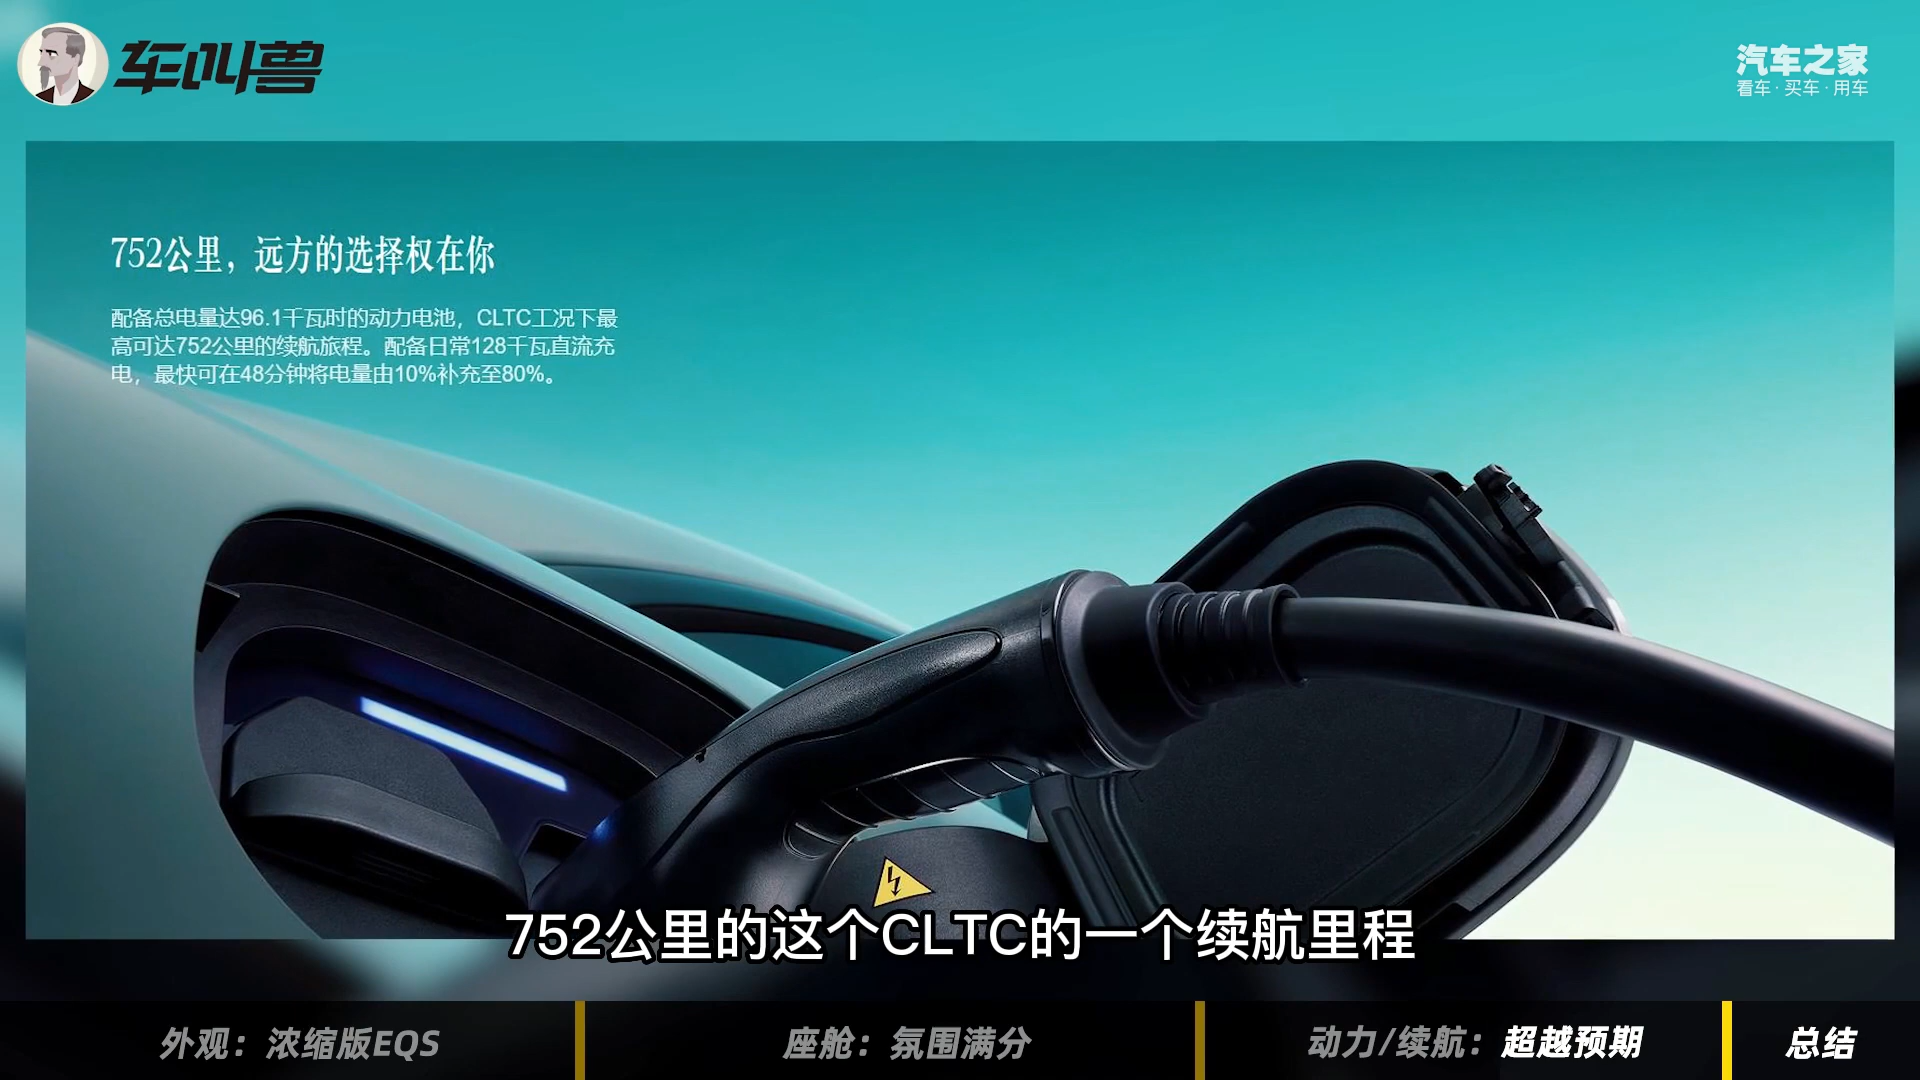 车叫兽
汽车之家
看车·买车·用车
752公里，远方的选择权在你
配备总电量达96.1千瓦时的动力电池，CLTC工况下最
高可达752公里的续航旅程。配备日常128千瓦直流充
电，最快可在48分钟将电量由10%补充至80%。
752公里的这个CLTC的一个续航里程
外观：浓缩版EQS
座舱：氛围满分
动力/续航：超越预期
总结